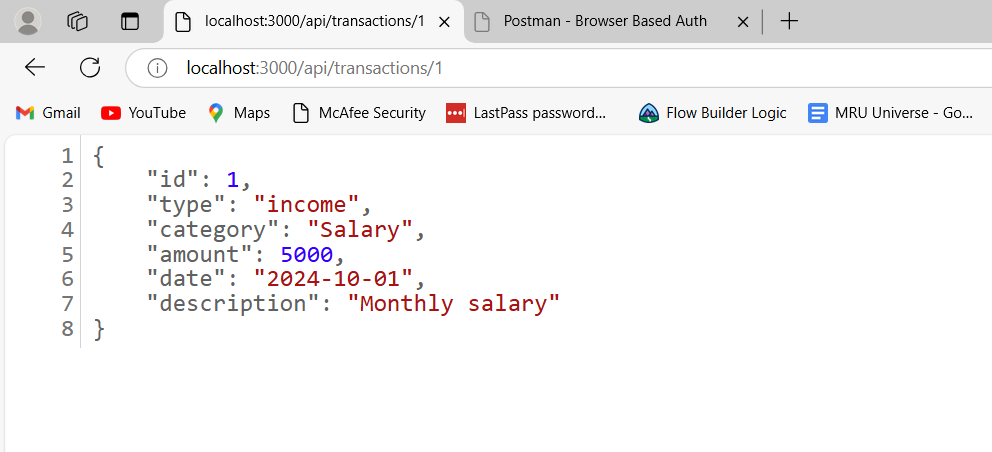 localhost:3000/api/transactions/1
Postman - Browser Based Auth
localhost:3000/api/transactions/1
Gmail
YouTube
Maps
McAfee Security
LastPass password...
Flow Builder Logic
MRU Universe - Go...
1 {
2     "id": 1,
3     "type": "income",
4     "category": "Salary",
5     "amount": 5000,
6     "date": "2024-10-01",
7     "description": "Monthly salary"
8 }